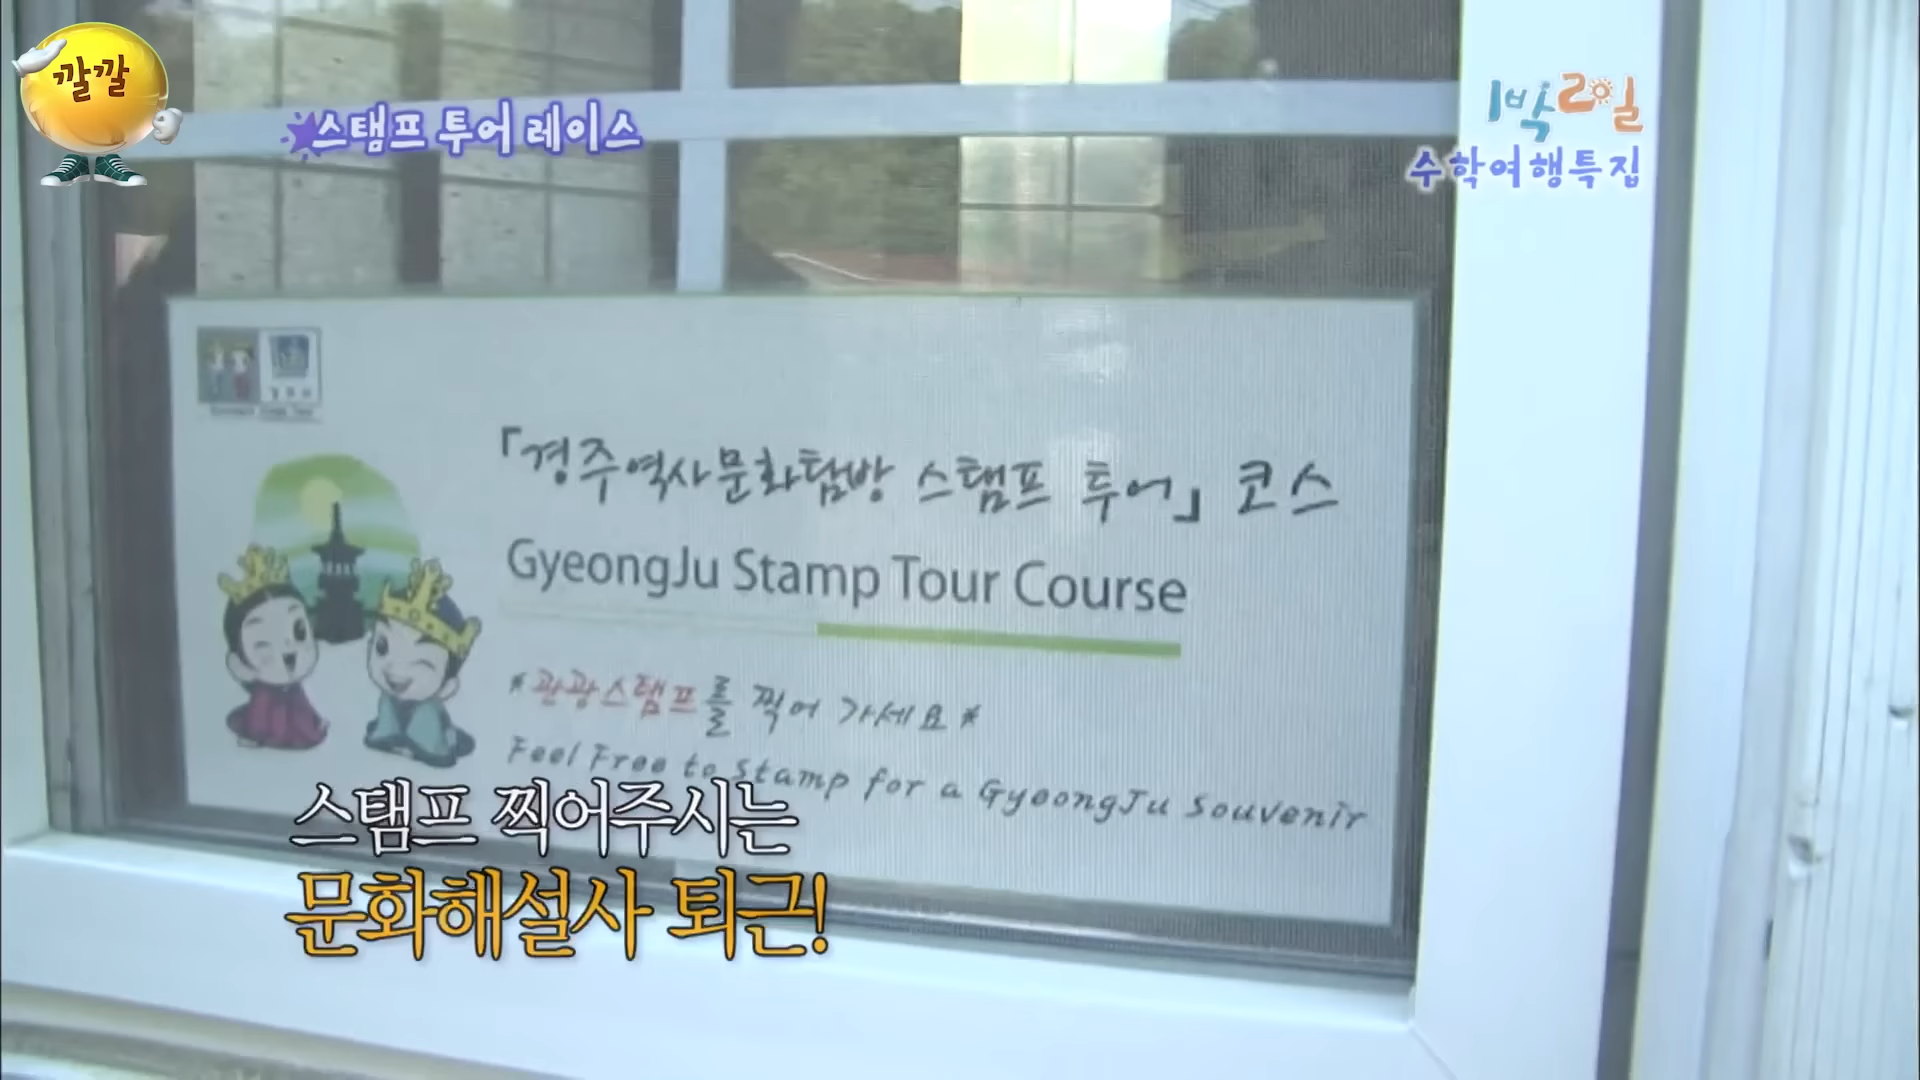 깔깔
스탬프 투어 레이스
1박2일
수학여행특집
「경주역사문화탐방 스탬프 투어」 코스
GyeongJu Stamp Tour Course
*관광스탬프를 찍어 가세요*
Feel Free to Stamp for a GyeongJu Souvenir
스탬프 찍어주시는
문화해설사 퇴근!